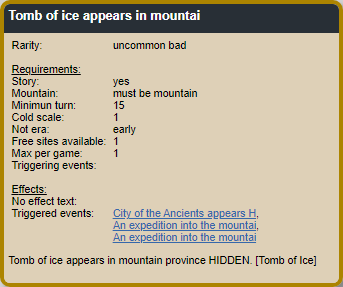 Tomb of ice appears in mountai
Rarity: uncommon bad
Requirements:
Story: yes
Mountain: must be mountain
Minimun turn: 15
Cold scale: 1
Not era: early
Free sites available: 1
Max per game: 1
Triggering events:
Effects:
No effect text:
Triggered events: City of the Ancients appears H,
An expedition into the mountai,
An expedition into the mountai
Tomb of ice appears in mountain province HIDDEN. [Tomb of Ice]